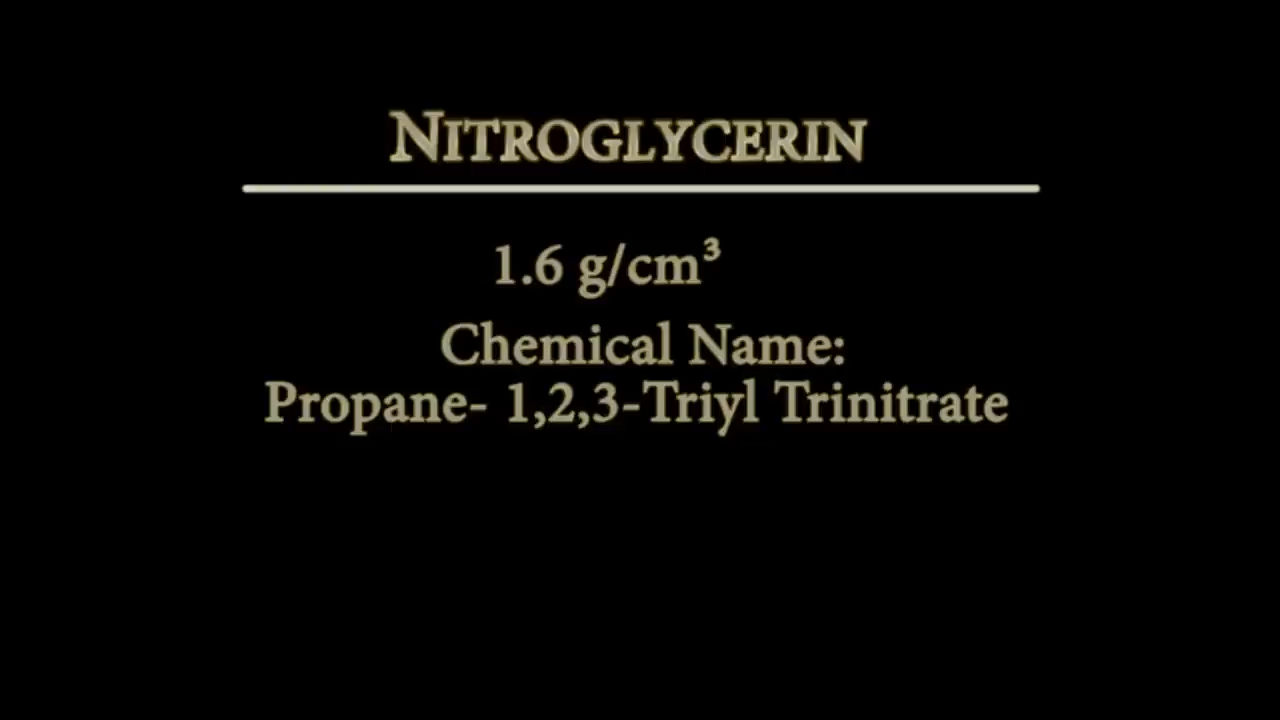 NITROGLYCERIN
1.6 g/cm³
Chemical Name:
Propane- 1,2,3-Triyl Trinitrate